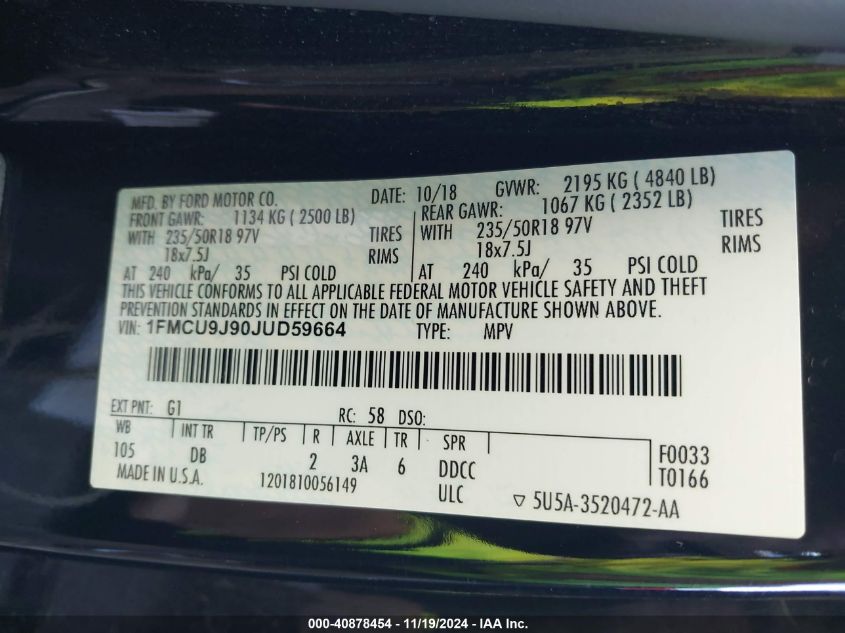 MFD. BY FORD MOTOR CO. DATE: 10/18 GVWR: 2195 KG ( 4840 LB)
FRONT GAWR: 1134 KG ( 2500 LB) REAR GAWR: 1067 KG ( 2352 LB)
WITH 235/50R18 97V TIRES WITH 235/50R18 97V TIRES
18x7.5J RIMS 18x7.5J RIMS
AT 240 kPa/ 35 PSI COLD AT 240 kPa/ 35 PSI COLD
THIS VEHICLE CONFORMS TO ALL APPLICABLE FEDERAL MOTOR VEHICLE SAFETY AND THEFT
PREVENTION STANDARDS IN EFFECT ON THE DATE OF MANUFACTURE SHOWN ABOVE.
VIN: 1FMCU9J90JUD59664 TYPE: MPV
EXT PNT: G1 RC: 58 DSO:
WB INT TR TP/PS R AXLE TR SPR
105 DB 2 3A 6 DDCC F0033
MADE IN U.S.A. 1201810056149 ULC T0166
5U5A-3520472-AA
000-40878454 - 11/19/2024 - IAA Inc.